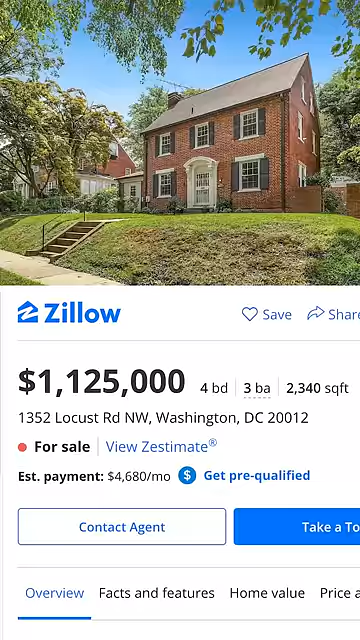 Zillow Save Share
$1,125,000 4 bd 3 ba 2,340 sqft
1352 Locust Rd NW, Washington, DC 20012
For sale View Zestimate®
Est. payment: $4,680/mo $ Get pre-qualified
Contact Agent Take a To
Overview Facts and features Home value Price a